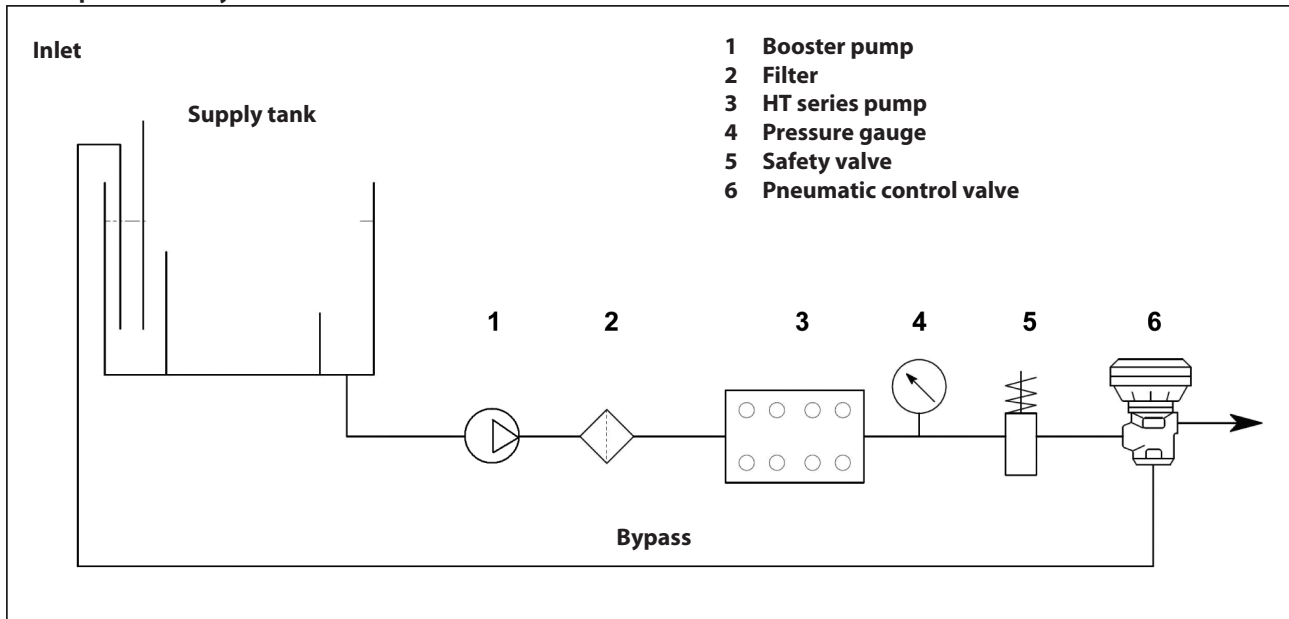 Inlet
Supply tank
1 Booster pump
2 Filter
3 HT series pump
4 Pressure gauge
5 Safety valve
6 Pneumatic control valve
1 2 3 4 5 6
Bypass